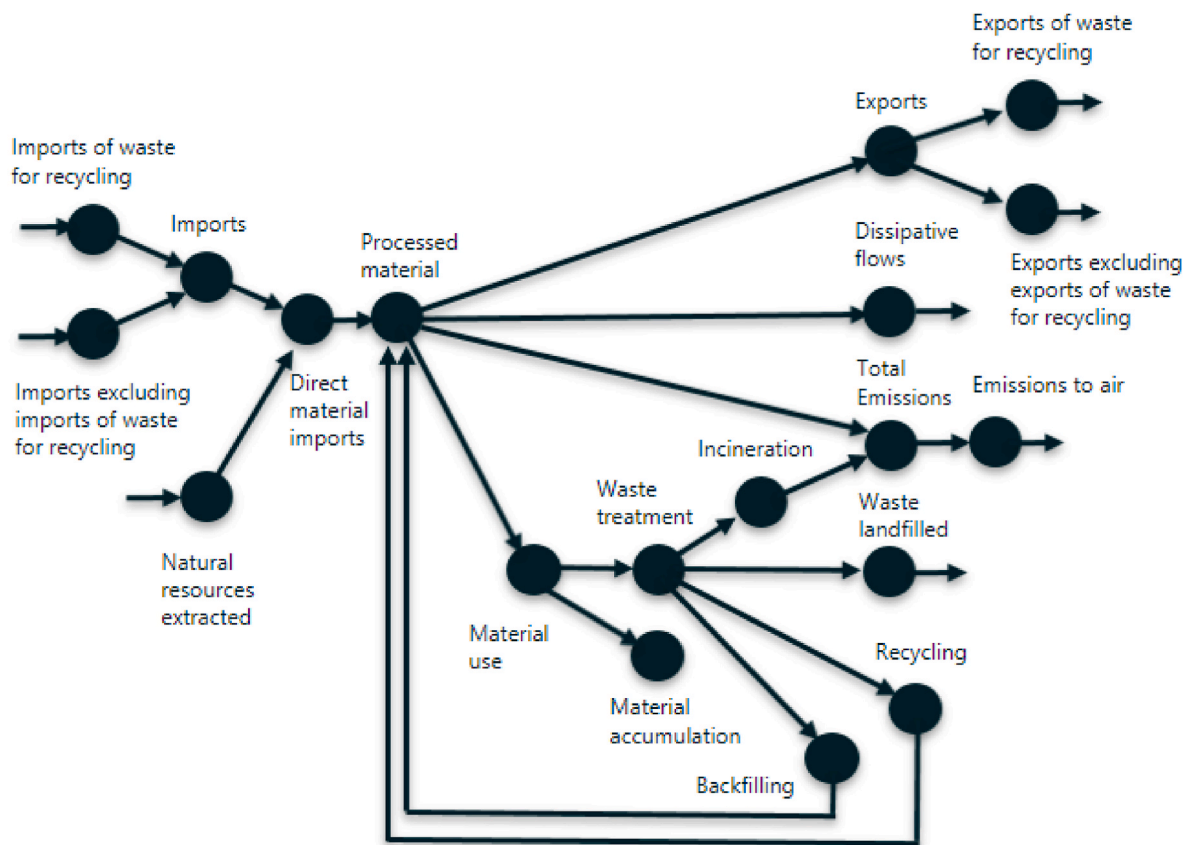 Exports of waste
for recycling
Exports
Imports of waste
for recycling
Imports
Processed
material
Dissipative
flows
Exports excluding
exports of waste
for recycling
Imports excluding
imports of waste
for recycling
Direct
material
imports
Total
Emissions
Emissions to air
Incineration
Waste
treatment
Waste
landfilled
Natural
resources
extracted
Material
use
Recycling
Material
accumulation
Backfilling